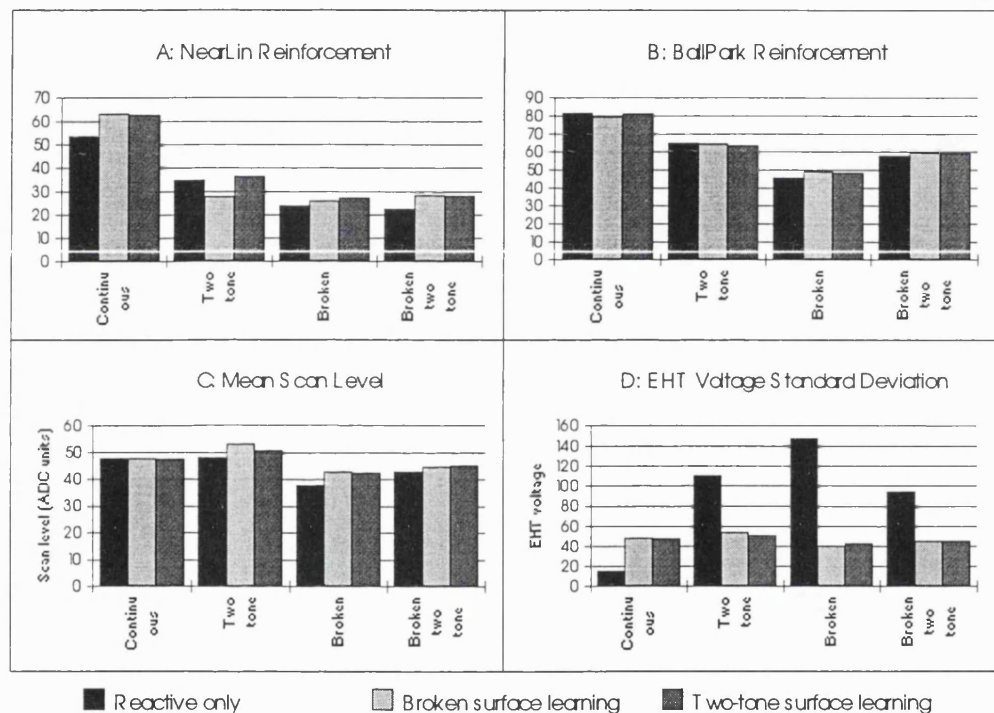 A: NearLin Reinforcement
70
60
50
40
30
20
10
0
Continu
ous
Two
tone
Broken
Broken
two
tone
B: BallPark Reinforcement
90
80
70
60
50
40
30
20
10
0
Continu
ous
Two
tone
Broken
Broken
two
tone
C: Mean Scan Level
Scan level (ADC units)
60
50
40
30
20
10
0
Continu
ous
Two
tone
Broken
Broken
two
tone
D: EHT Voltage Standard Deviation
EHT voltage
160
140
120
100
80
60
40
20
0
Continu
ous
Two
tone
Broken
Broken
two
tone
Reactive only
Broken surface learning
Two-tone surface learning